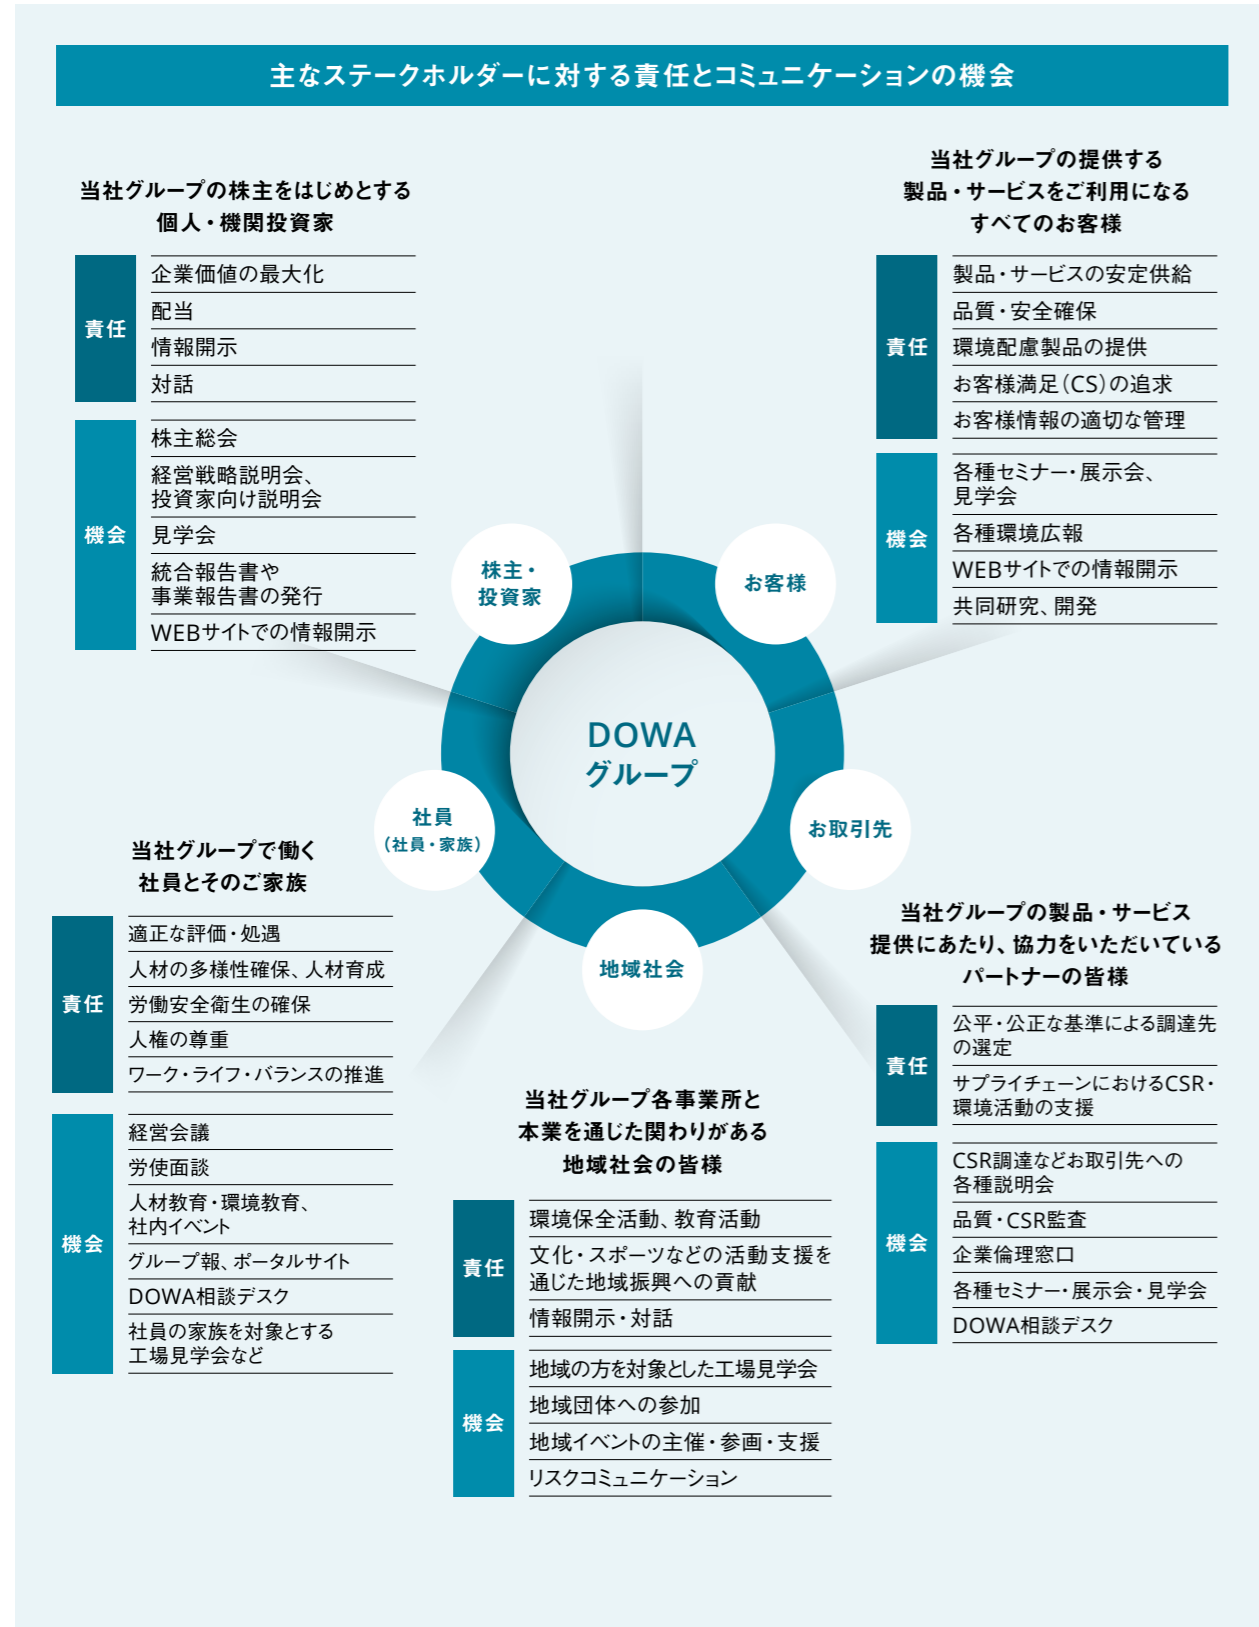 主なステークホルダーに対する責任とコミュニケーションの機会
当社グループの株主をはじめとする
個人・機関投資家
責任
企業価値の最大化
配当
情報開示
対話
機会
株主総会
経営戦略説明会、
投資家向け説明会
見学会
統合報告書や
事業報告書の発行
WEBサイトでの情報開示
当社グループの提供する
製品・サービスをご利用になる
すべてのお客様
責任
製品・サービスの安定供給
品質・安全確保
環境配慮製品の提供
お客様満足（CS）の追求
お客様情報の適切な管理
機会
各種セミナー・展示会、
見学会
各種環境広報
WEBサイトでの情報開示
共同研究、開発
株主・
投資家
お客様
DOWA
グループ
社員
（社員・家族）
お取引先
地域社会
当社グループで働く
社員とそのご家族
責任
適正な評価・処遇
人材の多様性確保、人材育成
労働安全衛生の確保
人権の尊重
ワーク・ライフ・バランスの推進
機会
経営会議
労使面談
人材教育・環境教育、
社内イベント
グループ報、ポータルサイト
DOWA相談デスク
社員の家族を対象とする
工場見学会など
当社グループ各事業所と
本業を通じた関わりがある
地域社会の皆様
責任
環境保全活動、教育活動
文化・スポーツなどの活動支援を
通じた地域振興への貢献
情報開示・対話
機会
地域の方を対象とした工場見学会
地域団体への参加
地域イベントの主催・参画・支援
リスクコミュニケーション
当社グループの製品・サービス
提供にあたり、協力をいただいている
パートナーの皆様
責任
公平・公正な基準による調達先
の選定
サプライチェーンにおけるCSR・
環境活動の支援
機会
CSR調達などお取引先への
各種説明会
品質・CSR監査
企業倫理窓口
各種セミナー・展示会・見学会
DOWA相談デスク